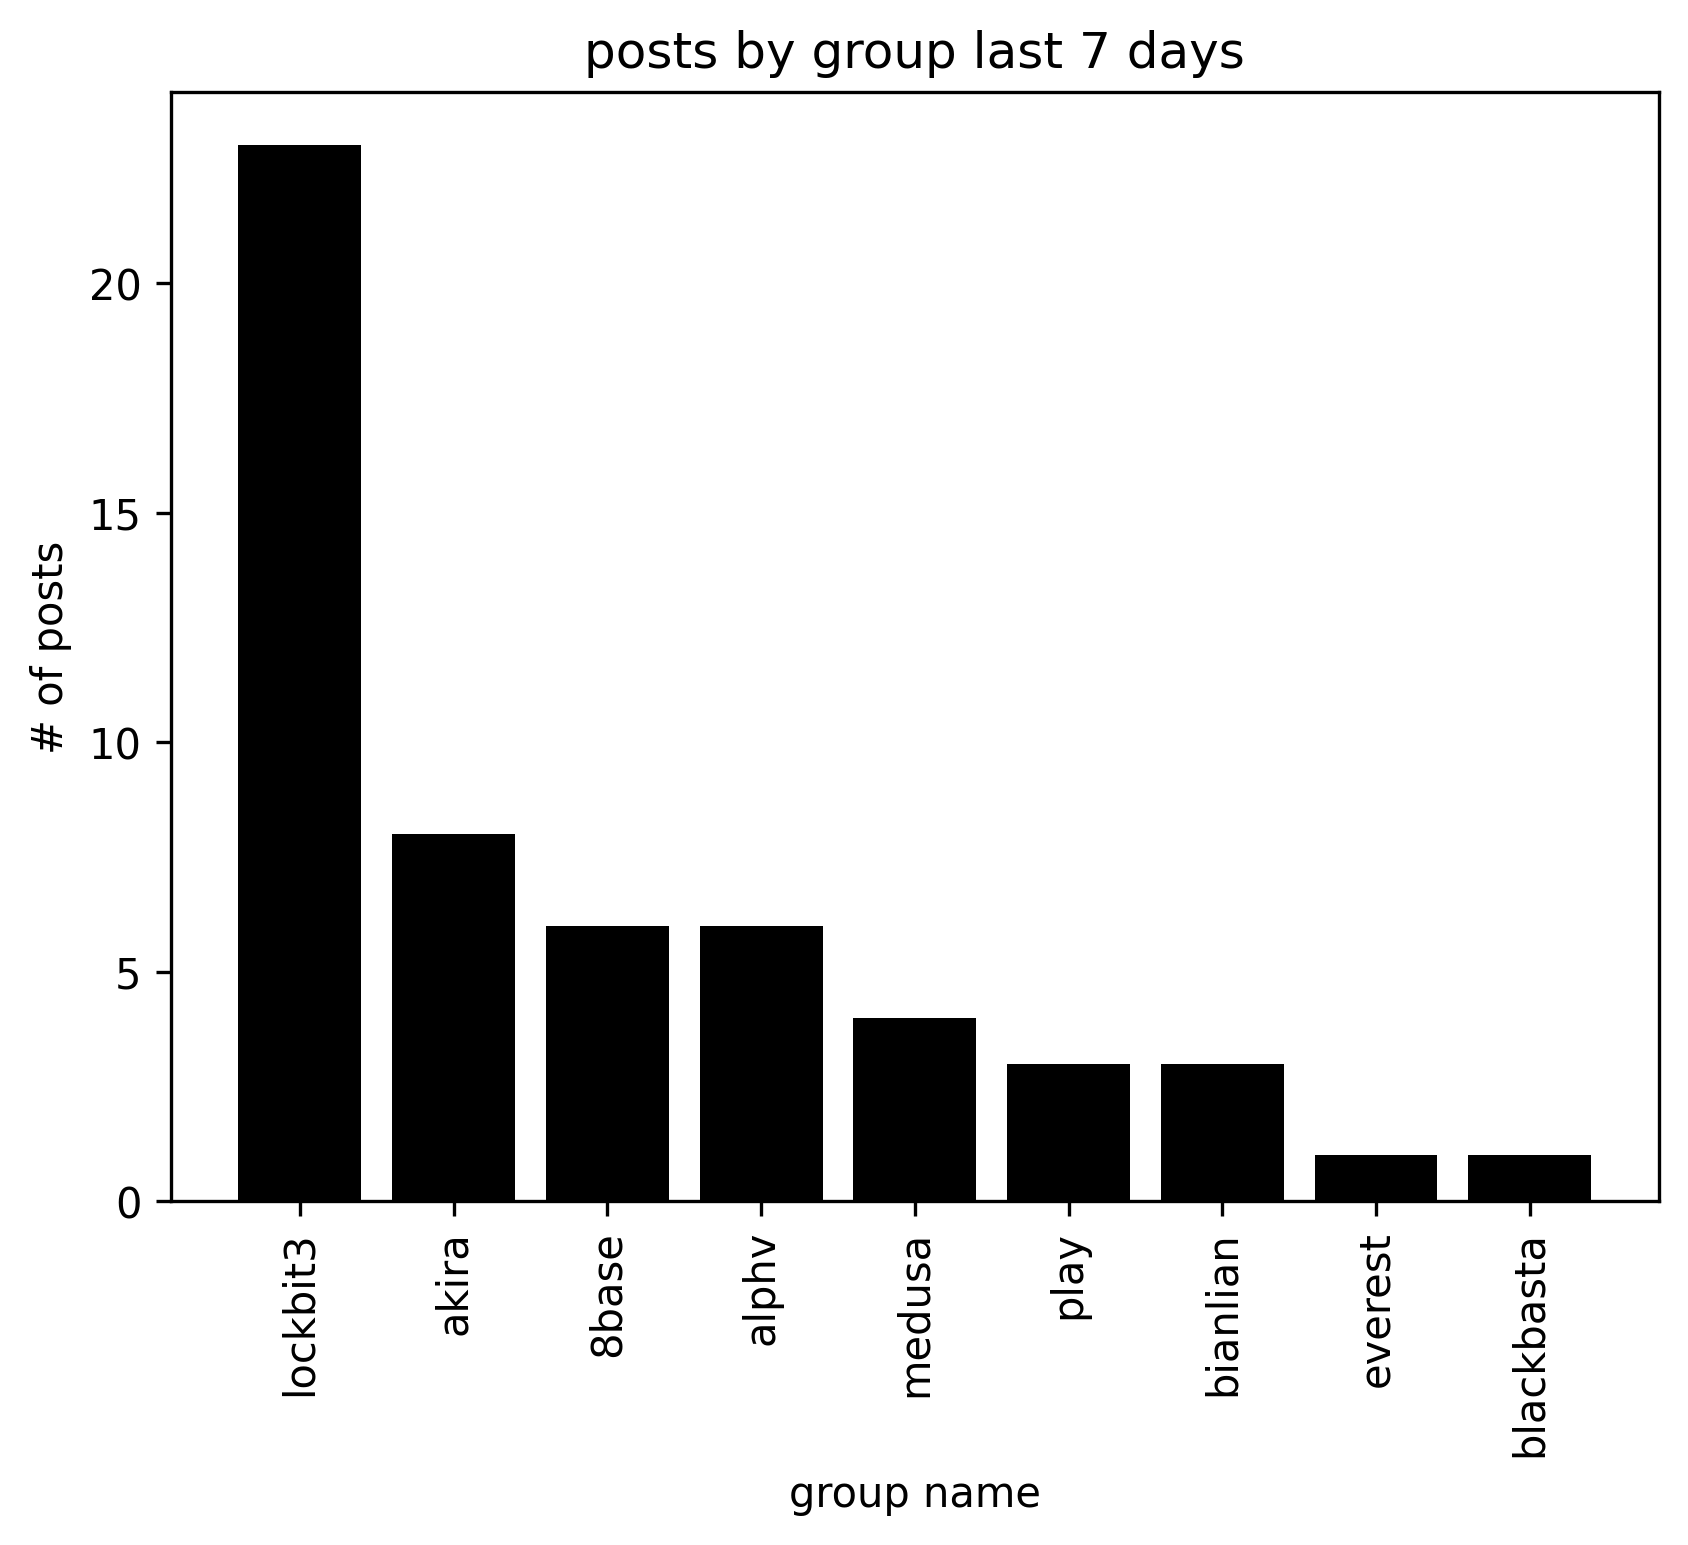 posts by group last 7 days
# of posts
20
15
10
5
0
lockbit3
akira
8base
alphv
medusa
play
bianlian
everest
blackbasta
group name